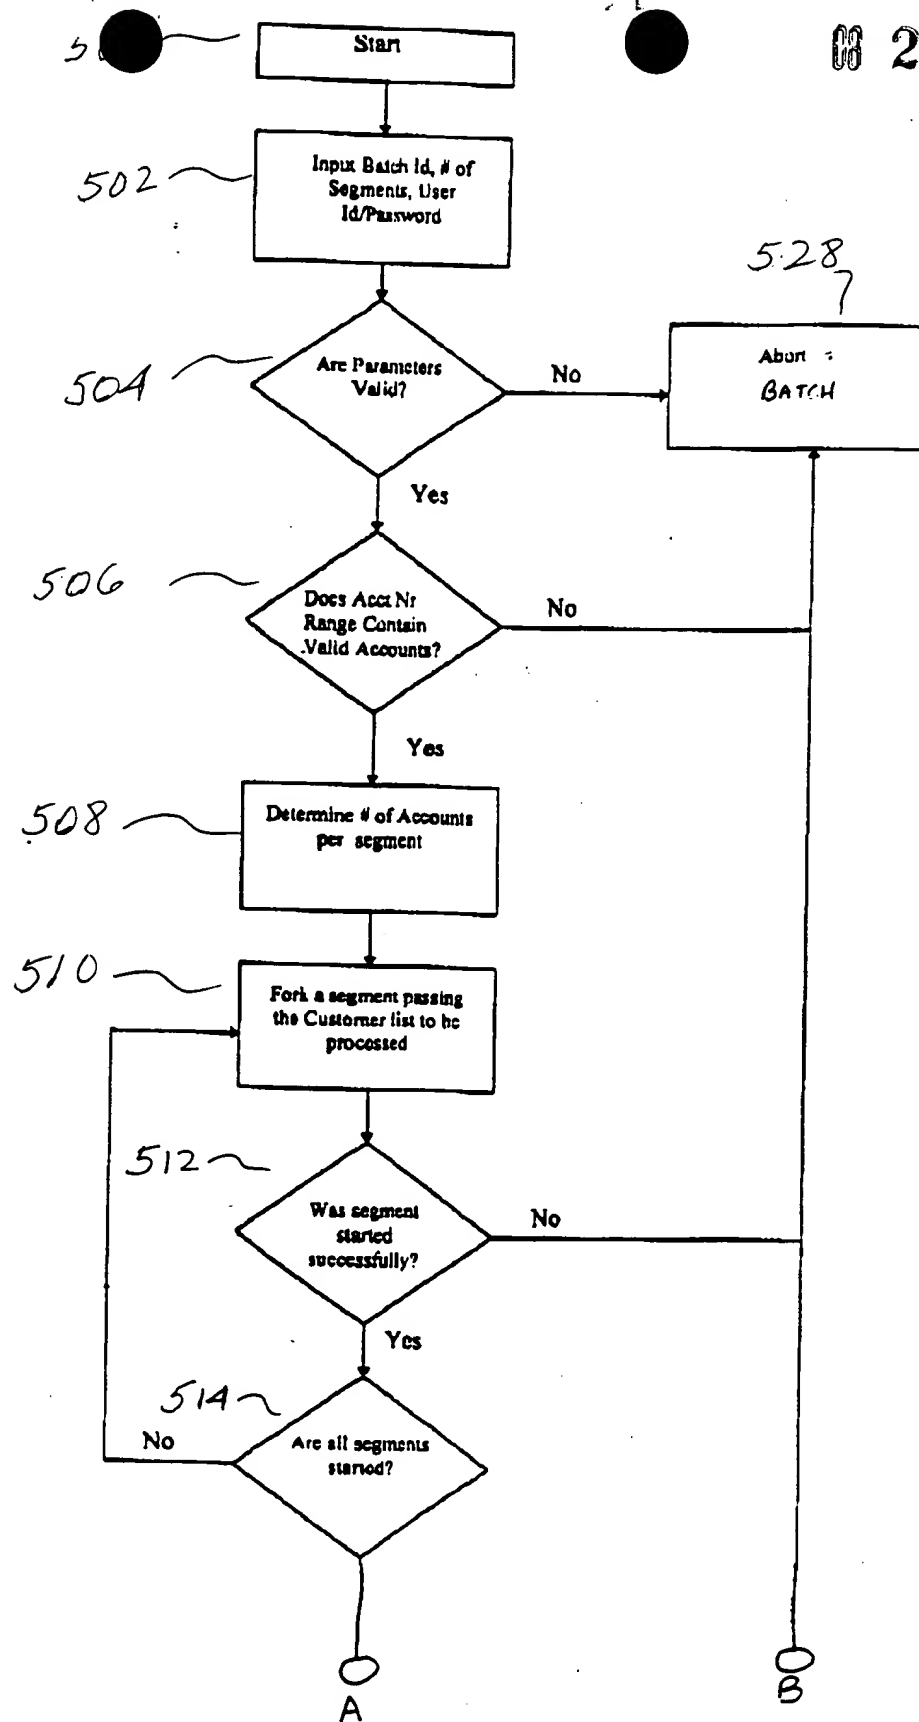 Start
2
502
Input Batch Id, # of
Segments, User
Id/Password
528
504
Are Parameters
Valid?
No
Abort
BATCH
Yes
506
Does Acct Nr
Range Contain
Valid Accounts?
No
Yes
508
Determine # of Accounts
per segment
510
Fork a segment passing
the Customer list to be
processed
512
Was segment
started
successfully?
No
Yes
514
No
Are all segments
started?
A
B